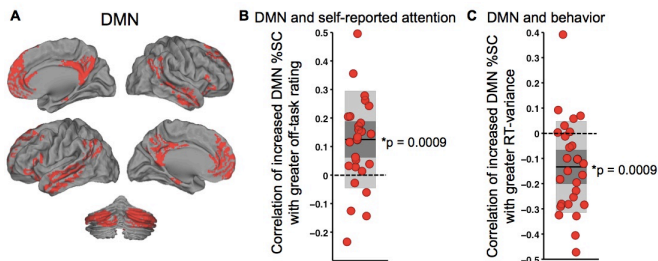 A
DMN
B DMN and self-reported attention
Correlation of increased DMN %SC
with greater off-task rating
0.5
0.4
0.3
0.2
0.1
0
-0.1
-0.2
*p = 0.0009
C DMN and behavior
Correlation of increased DMN %SC
with greater RT-variance
0.4
0.3
0.2
0.1
0
-0.1
-0.2
-0.3
-0.4
-0.5
*p = 0.0009